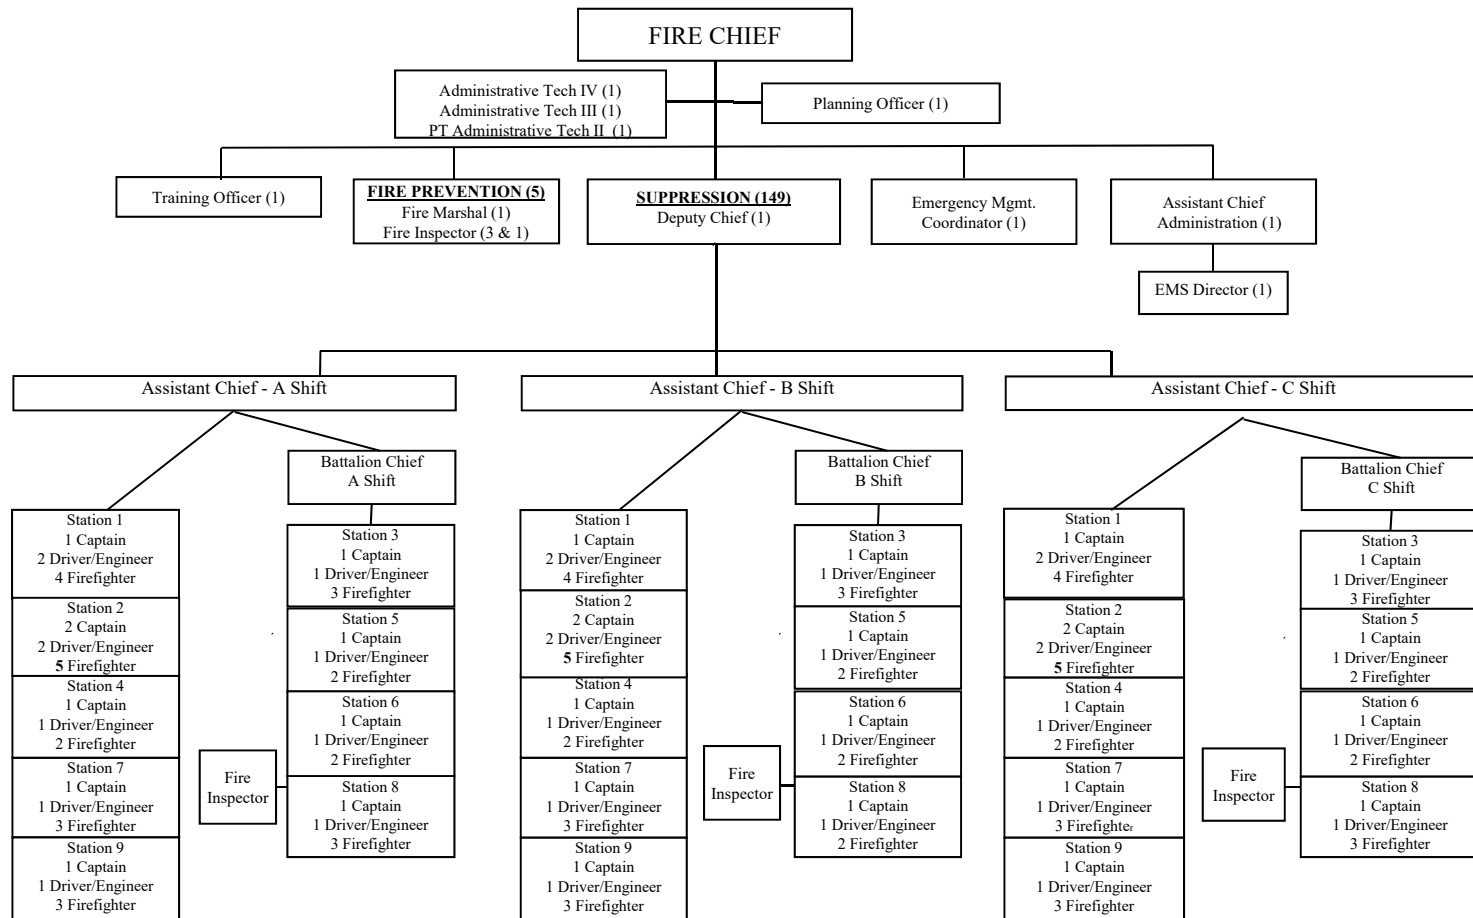 FIRE CHIEF
Administrative Tech IV (1)
Administrative Tech III (1)
PT Administrative Tech II (1)
Planning Officer (1)
Training Officer (1)
FIRE PREVENTION (5)
Fire Marshal (1)
Fire Inspector (3 & 1)
SUPPRESSION (149)
Deputy Chief (1)
Emergency Mgmt.
Coordinator (1)
Assistant Chief
Administration (1)
EMS Director (1)
Assistant Chief - A Shift
Battalion Chief
A Shift
Station 1
1 Captain
2 Driver/Engineer
4 Firefighter
Station 2
2 Captain
2 Driver/Engineer
5 Firefighter
Station 4
1 Captain
1 Driver/Engineer
2 Firefighter
Station 7
1 Captain
1 Driver/Engineer
3 Firefighter
Station 9
1 Captain
1 Driver/Engineer
3 Firefighter
Station 3
1 Captain
1 Driver/Engineer
3 Firefighter
Station 5
1 Captain
1 Driver/Engineer
2 Firefighter
Station 6
1 Captain
1 Driver/Engineer
2 Firefighter
Station 8
1 Captain
1 Driver/Engineer
3 Firefighter
Fire
Inspector
Assistant Chief - B Shift
Battalion Chief
B Shift
Station 1
1 Captain
2 Driver/Engineer
4 Firefighter
Station 2
2 Captain
2 Driver/Engineer
5 Firefighter
Station 4
1 Captain
1 Driver/Engineer
2 Firefighter
Station 7
1 Captain
1 Driver/Engineer
3 Firefighter
Station 9
1 Captain
1 Driver/Engineer
3 Firefighter
Station 3
1 Captain
1 Driver/Engineer
3 Firefighter
Station 5
1 Captain
1 Driver/Engineer
2 Firefighter
Station 6
1 Captain
1 Driver/Engineer
2 Firefighter
Station 8
1 Captain
1 Driver/Engineer
2 Firefighter
Fire
Inspector
Assistant Chief - C Shift
Battalion Chief
C Shift
Station 1
1 Captain
2 Driver/Engineer
4 Firefighter
Station 2
2 Captain
2 Driver/Engineer
5 Firefighter
Station 4
1 Captain
1 Driver/Engineer
2 Firefighter
Station 7
1 Captain
1 Driver/Engineer
3 Firefighter
Station 9
1 Captain
1 Driver/Engineer
3 Firefighter
Station 3
1 Captain
1 Driver/Engineer
3 Firefighter
Station 5
1 Captain
1 Driver/Engineer
2 Firefighter
Station 6
1 Captain
1 Driver/Engineer
2 Firefighter
Station 8
1 Captain
1 Driver/Engineer
3 Firefighter
Fire
Inspector